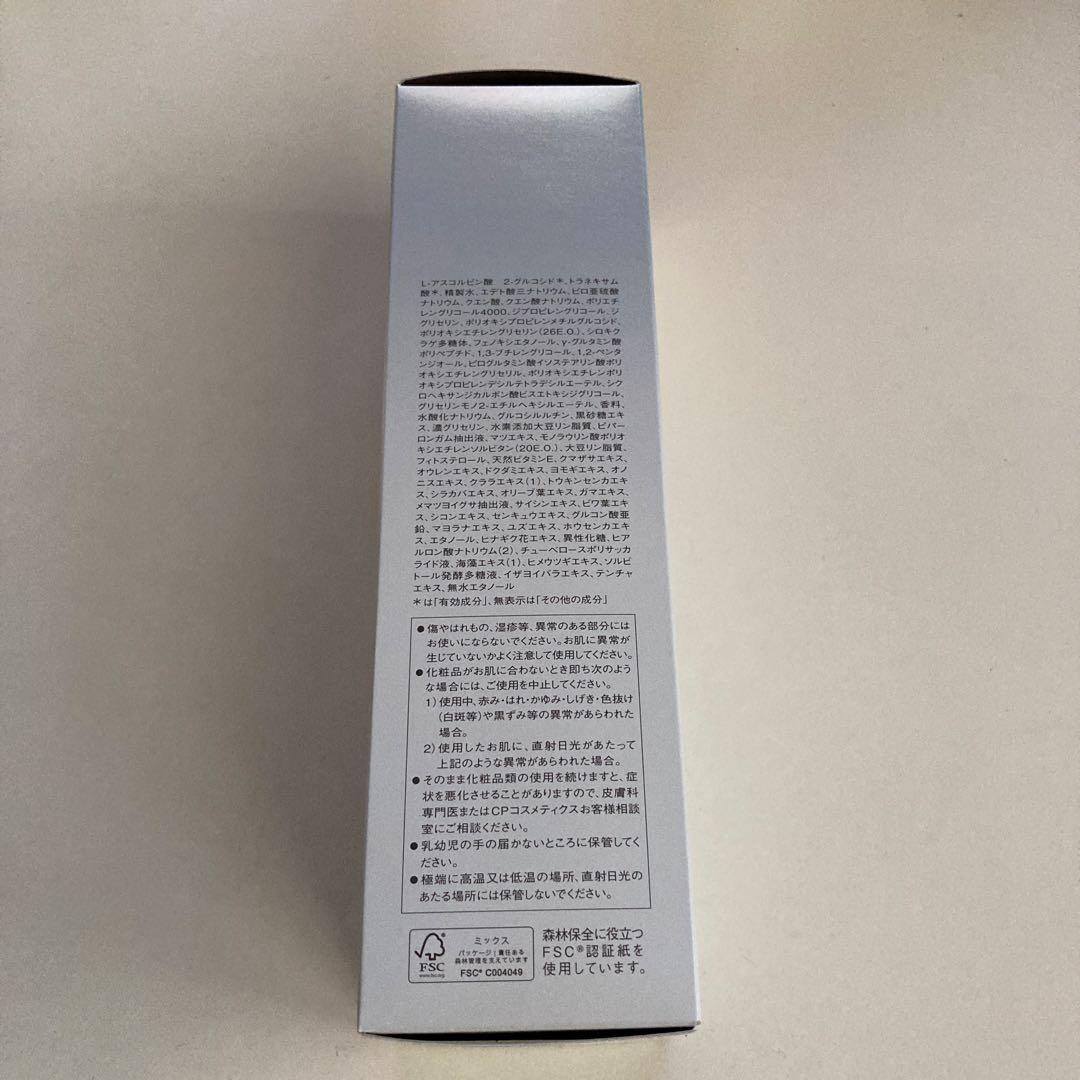 L-アスコルビン酸　2-グルコシド＊、トラネキサム
酸＊、精製水、エデト酸三ナトリウム、ピロ亜硫酸
ナトリウム、クエン酸、クエン酸ナトリウム、ポリエチ
レングリコール4000、ジプロピレングリコール、ジ
グリセリン、ポリオキシプロピレンメチルグルコシド、
ポリオキシエチレングリセリン（26E.O.）、シロキク
ラゲ多糖体、フェノキシエタノール、γ-グルタミン酸
ポリペプチド、1,3-ブチレングリコール、1,2-ペンタ
ンジオール、ピログルタミン酸イソステアリン酸ポリ
オキシエチレングリセリル、ポリオキシエチレンポリ
オキシプロピレンデシルテトラデシルエーテル、シク
ロヘキサンジカルボン酸ビスエトキシジグリコール、
グリセリンモノ2-エチルヘキシルエーテル、香料、
水酸化ナトリウム、グルコシルルチン、黒砂糖エキ
ス、濃グリセリン、水素添加大豆リン脂質、ビバー
ロンガム抽出液、マツエキス、モノラウリン酸ポリオ
キシエチレンソルビタン（20E.O.）、大豆リン脂質、
フィトステロール、天然ビタミンE、クマザサエキス、
オウレンエキス、ドクダミエキス、ヨモギエキス、オノ
ニスエキス、クララエキス（1）、トウキンセンカエキ
ス、シラカバエキス、オリーブ葉エキス、ガマエキス、
メマツヨイグサ抽出液、サイシンエキス、ビワ葉エキ
ス、シコンエキス、センキュウエキス、グルコン酸亜
鉛、マヨラナエキス、ユズエキス、ホウセンカエキ
ス、エタノール、ヒナギク花エキス、異性化糖、ヒア
ルロン酸ナトリウム（2）、チューベロースポリサッカ
ライド液、海藻エキス（1）、ヒメウツギエキス、ソルビ
トール発酵多糖液、イザヨイバラエキス、テンチャ
エキス、無水エタノール
＊は「有効成分」、無表示は「その他の成分」
●傷やはれもの、湿疹等、異常のある部分には
お使いにならないでください。お肌に異常が
生じていないかよく注意して使用してください。
●化粧品がお肌に合わないとき即ち次のよう
な場合には、ご使用を中止してください。
1）使用中、赤み・はれ・かゆみ・しげき・色抜け
（白斑等）や黒ずみ等の異常があらわれた
場合。
2）使用したお肌に、直射日光があたって
上記のような異常があらわれた場合。
●そのまま化粧品類の使用を続けますと、症
状を悪化させることがありますので、皮膚科
専門医またはCPコスメティクスお客様相談
室にご相談ください。
●乳幼児の手の届かないところに保管してく
ださい。
●極端に高温又は低温の場所、直射日光の
あたる場所には保管しないでください。
FSC
www.fsc.org
ミックス
パッケージ｜責任ある
森林管理を支えています
FSC® C004049
森林保全に役立つ
FSC®認証紙を
使用しています。